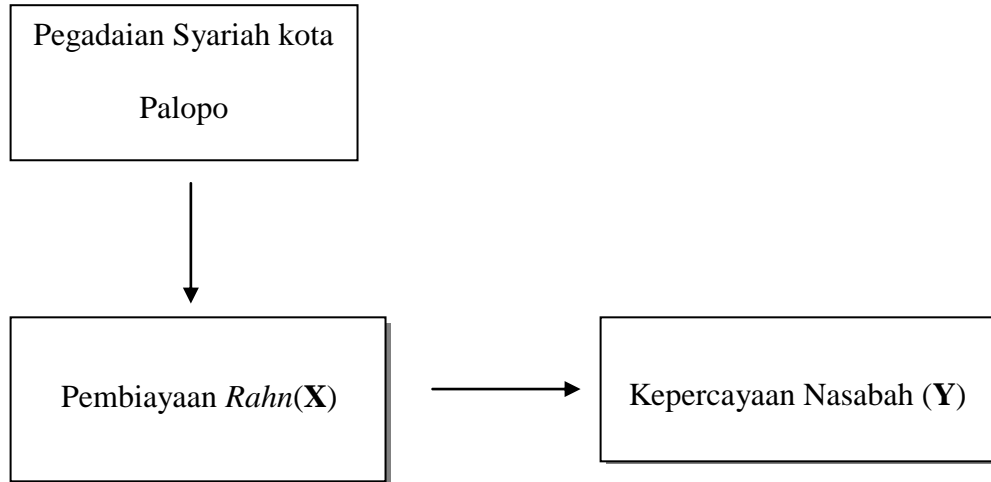 Pegadaian Syariah kota
Palopo
Pembiayaan Rahn(X)
Kepercayaan Nasabah (Y)